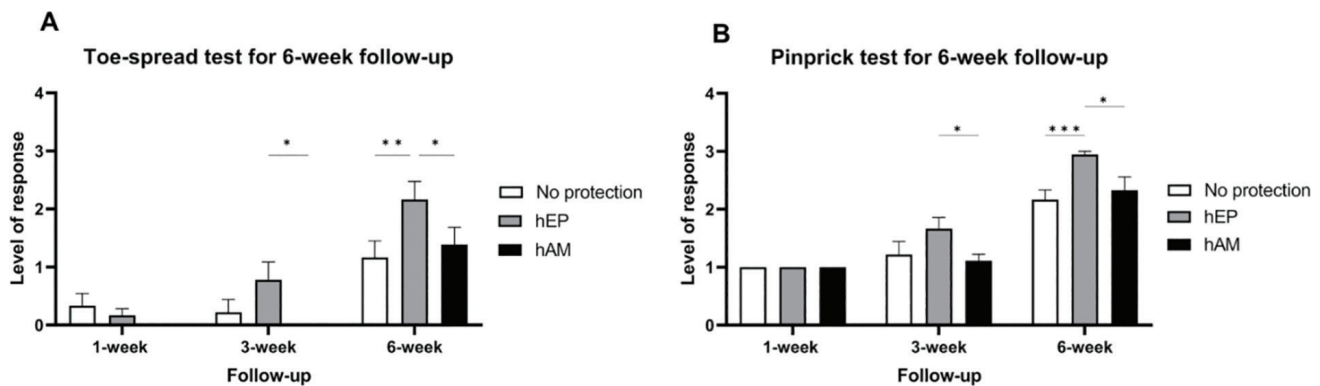 A
Toe-spread test for 6-week follow-up
Level of response
4
3
2
1
0
*
* *
*
1-week
3-week
6-week
Follow-up
No protection
hEP
hAM
B
Pinprick test for 6-week follow-up
Level of response
4
3
2
1
0
*
* * *
*
1-week
3-week
6-week
Follow-up
No protection
hEP
hAM